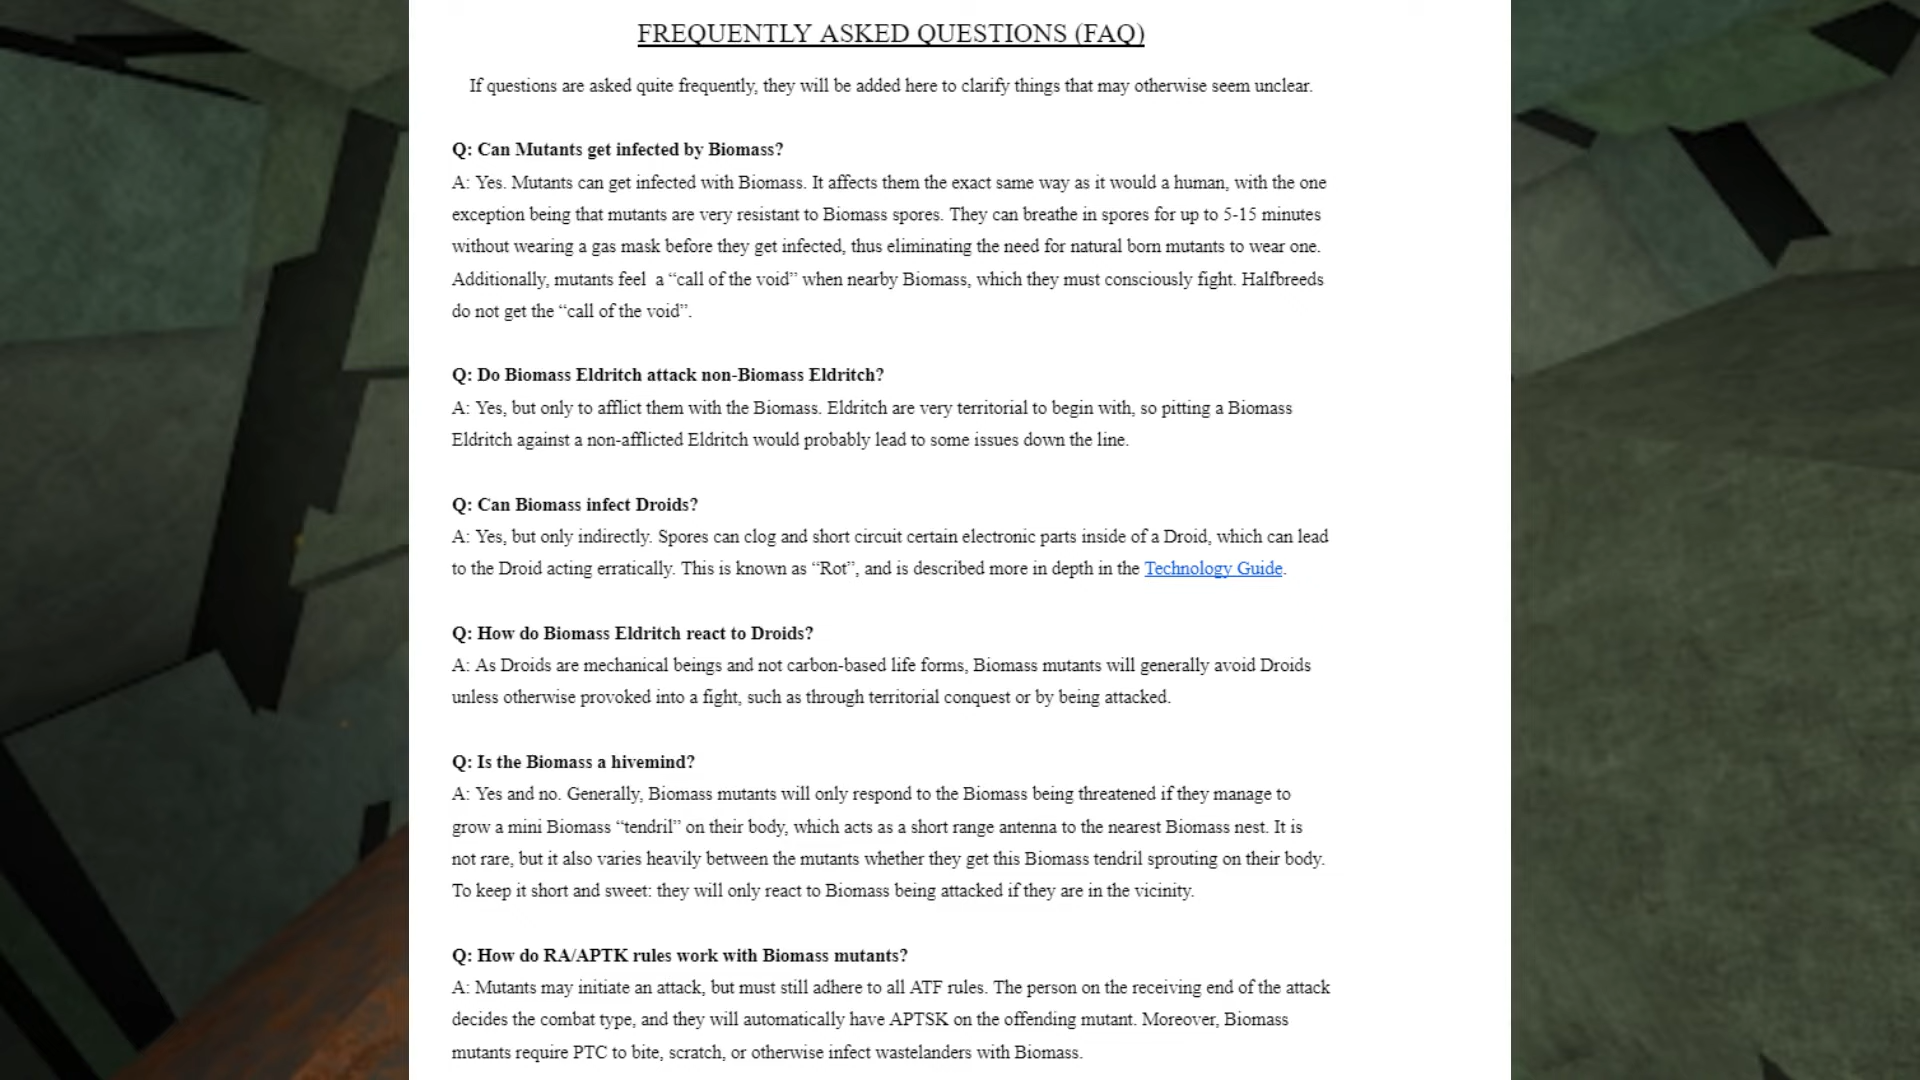 FREQUENTLY ASKED QUESTIONS (FAQ)
If questions are asked quite frequently, they will be added here to clarify things that may otherwise seem unclear.
Q: Can Mutants get infected by Biomass?
A: Yes. Mutants can get infected with Biomass. It affects them the exact same way as it would a human, with the one
exception being that mutants are very resistant to Biomass spores. They can breathe in spores for up to 5-15 minutes
without wearing a gas mask before they get infected, thus eliminating the need for natural born mutants to wear one.
Additionally, mutants feel  a “call of the void” when nearby Biomass, which they must consciously fight. Halfbreeds
do not get the “call of the void”.
Q: Do Biomass Eldritch attack non-Biomass Eldritch?
A: Yes, but only to afflict them with the Biomass. Eldritch are very territorial to begin with, so pitting a Biomass
Eldritch against a non-afflicted Eldritch would probably lead to some issues down the line.
Q: Can Biomass infect Droids?
A: Yes, but only indirectly. Spores can clog and short circuit certain electronic parts inside of a Droid, which can lead
to the Droid acting erratically. This is known as “Rot”, and is described more in depth in the Technology Guide.
Q: How do Biomass Eldritch react to Droids?
A: As Droids are mechanical beings and not carbon-based life forms, Biomass mutants will generally avoid Droids
unless otherwise provoked into a fight, such as through territorial conquest or by being attacked.
Q: Is the Biomass a hivemind?
A: Yes and no. Generally, Biomass mutants will only respond to the Biomass being threatened if they manage to
grow a mini Biomass “tendril” on their body, which acts as a short range antenna to the nearest Biomass nest. It is
not rare, but it also varies heavily between the mutants whether they get this Biomass tendril sprouting on their body.
To keep it short and sweet: they will only react to Biomass being attacked if they are in the vicinity.
Q: How do RA/APTK rules work with Biomass mutants?
A: Mutants may initiate an attack, but must still adhere to all ATF rules. The person on the receiving end of the attack
decides the combat type, and they will automatically have APTSK on the offending mutant. Moreover, Biomass
mutants require PTC to bite, scratch, or otherwise infect wastelanders with Biomass.